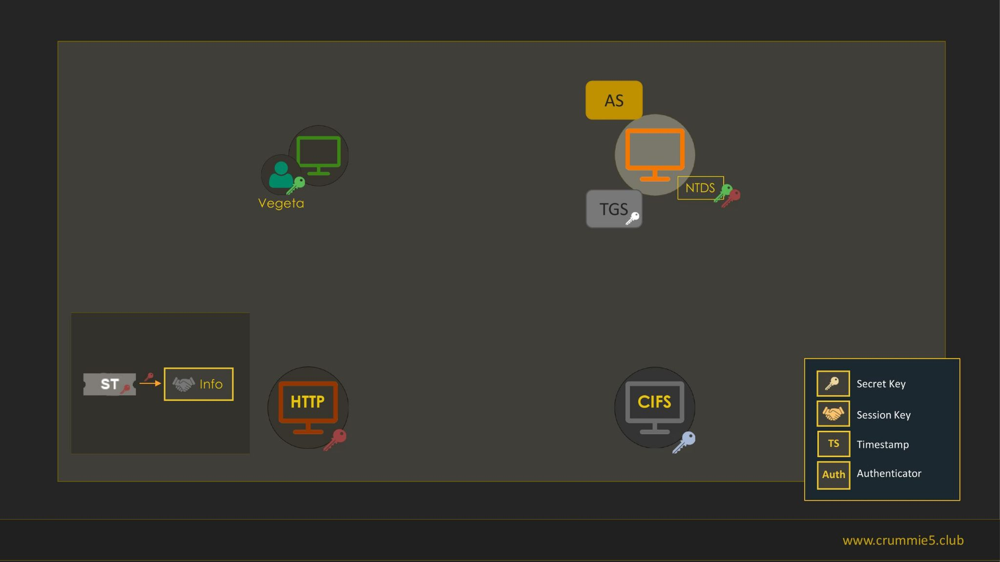 AS
NTDS
TGS
Vegeta
ST
Info
HTTP
CIFS
Secret Key
Session Key
TS
Timestamp
Auth
Authenticator
www.crummie5.club